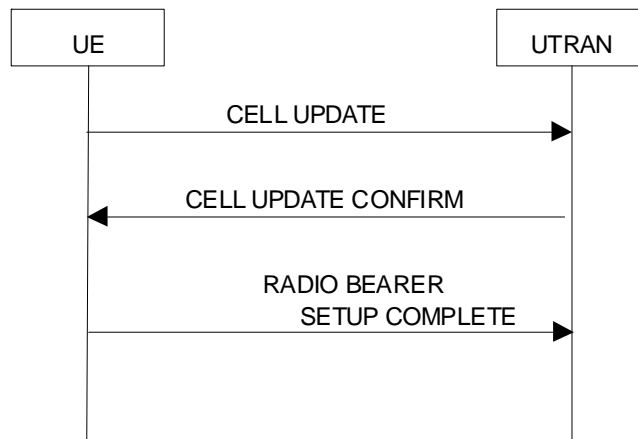 UE
UTRAN
CELL UPDATE
CELL UPDATE CONFIRM
RADIO BEARER
SETUP COMPLETE